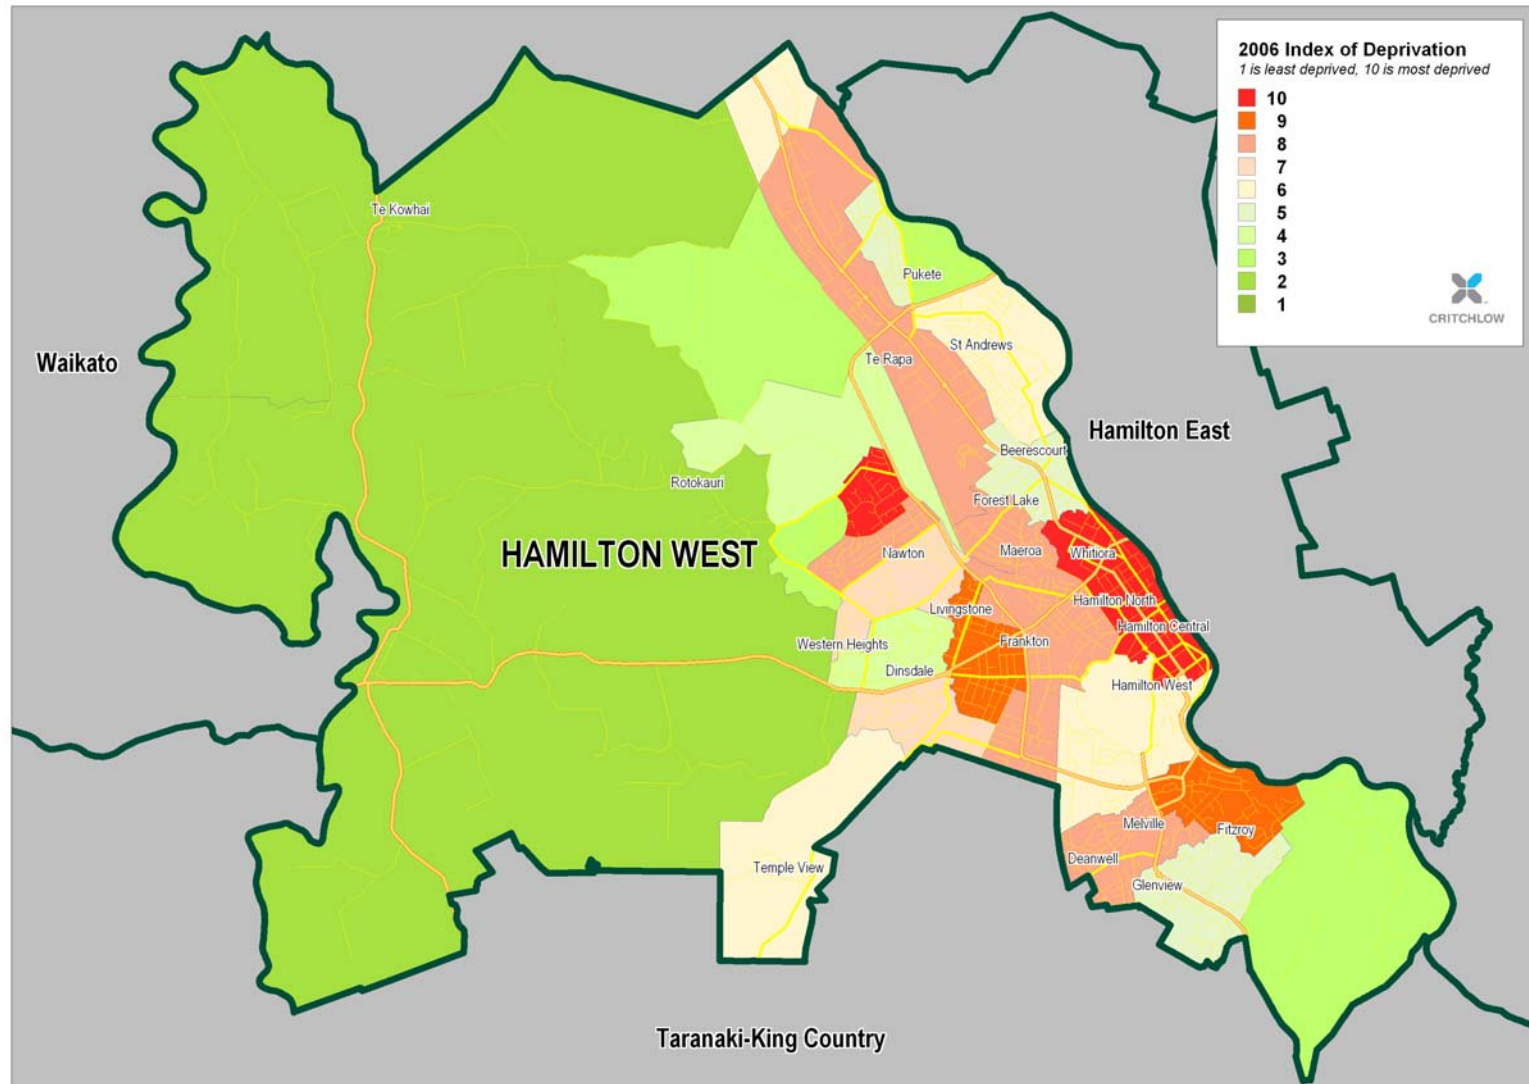 2006 Index of Deprivation
1 is least deprived, 10 is most deprived
10
9
8
7
6
5
4
3
2
1
CRITCHLOW
Te Kowhai
Pukete
St Andrews
Te Rapa
Waikato
Hamilton East
Beerescourt
Rotokauri
Forest Lake
HAMILTON WEST
Nawton
Maeroa
Whitiora
Hamilton North
Livingstone
Hamilton Central
Western Heights
Frankton
Dinsdale
Hamilton West
Melville
Fitzroy
Temple View
Deanwell
Glenview
Taranaki-King Country